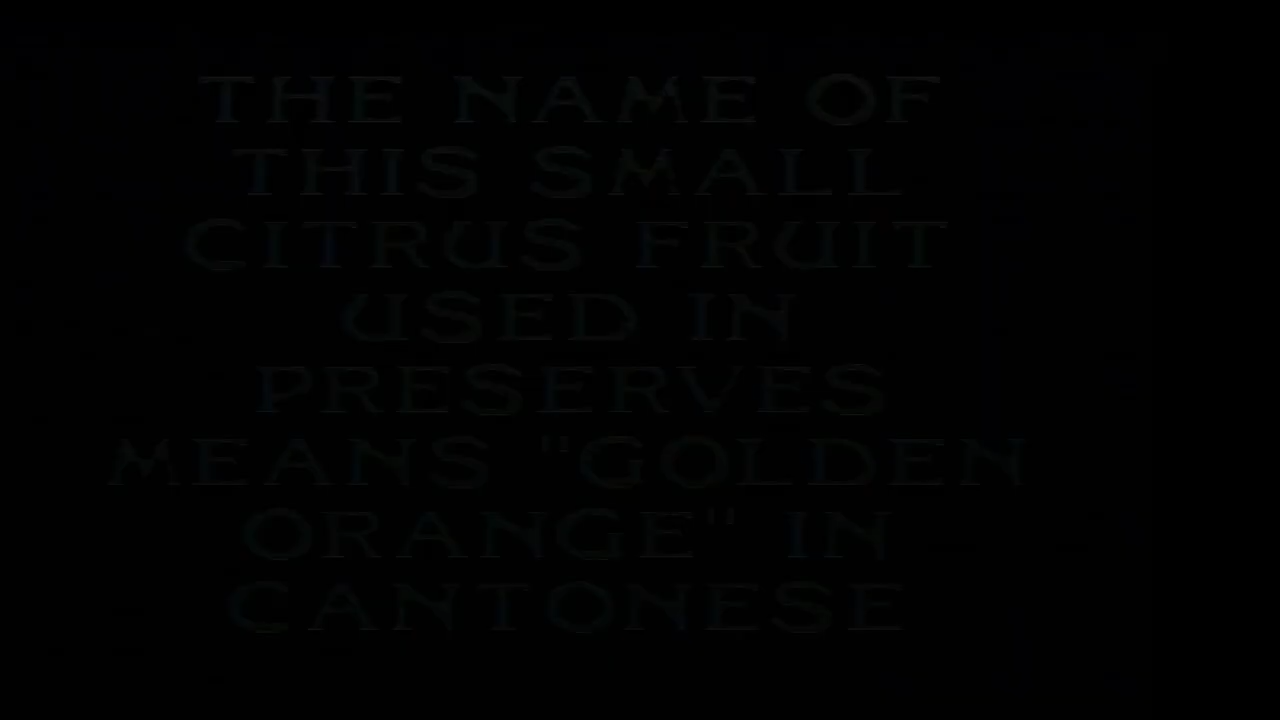 THE NAME OF
THIS SMALL
CITRUS FRUIT
USED IN
PRESERVES
MEANS "GOLDEN
ORANGE" IN
CANTONESE